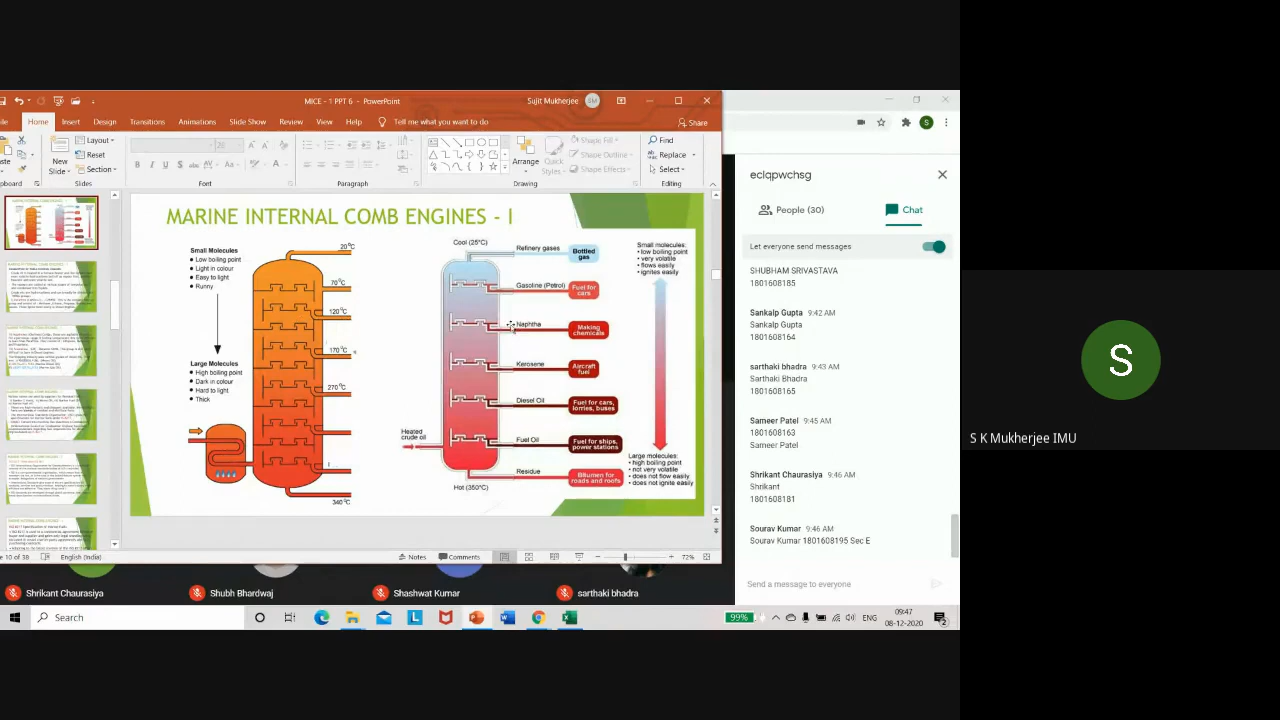 MICE - 1 PPT 6 - PowerPoint
Sujit Mukherjee
SM
Home
Insert
Design
Transitions
Animations
Slide Show
Review
View
Help
Tell me what you want to do
Share
New
Slide
Layout
Reset
Section
Arrange
Quick
Styles
Shape Fill
Shape Outline
Shape Effects
Find
Replace
Select
Slides
Font
Paragraph
Drawing
Editing
MARINE INTERNAL COMB ENGINES - I
Small Molecules
Low boiling point
Light in colour
Easy to light
Runny
Large Molecules
High boiling point
Dark in colour
Hard to light
Thick
20°C
70°C
120°C
170°C
270°C
340°C
Cool (25°C)
Refinery gases
Bottled
gas
Gasoline (Petrol)
Fuel for
cars
Naphtha
Making
chemicals
Kerosene
Aircraft
fuel
Diesel Oil
Fuel for cars,
lorries, buses
Heated
crude oil
Fuel Oil
Fuel for ships,
power stations
Residue
Bitumen for
roads and roofs
Hot (350°C)
Small molecules:
• low boiling point
• very volatile
• flows easily
• ignites easily
Large molecules:
• high boiling point
• not very volatile
• does not flow easily
• does not ignite easily
e 10 of 38
English (India)
Notes
Comments
72%
eclqpwchsg
People (30)
Chat
Let everyone send messages
SHUBHAM SRIVASTAVA
1801608185
Sankalp Gupta 9:42 AM
Sankalp Gupta
1801608164
sarthaki bhadra 9:43 AM
Sarthaki Bhadra
1801608165
Sameer Patel 9:45 AM
1801608163
Sameer Patel
Shrikant Chaurasiya 9:46 AM
Shrikant
1801608181
Sourav Kumar 9:46 AM
Sourav Kumar 1801608195 Sec E
Send a message to everyone
Shrikant Chaurasiya
Shubh Bhardwaj
Shashwat Kumar
sarthaki bhadra
Search
99%
ENG
09:47
08-12-2020
S
S K Mukherjee IMU